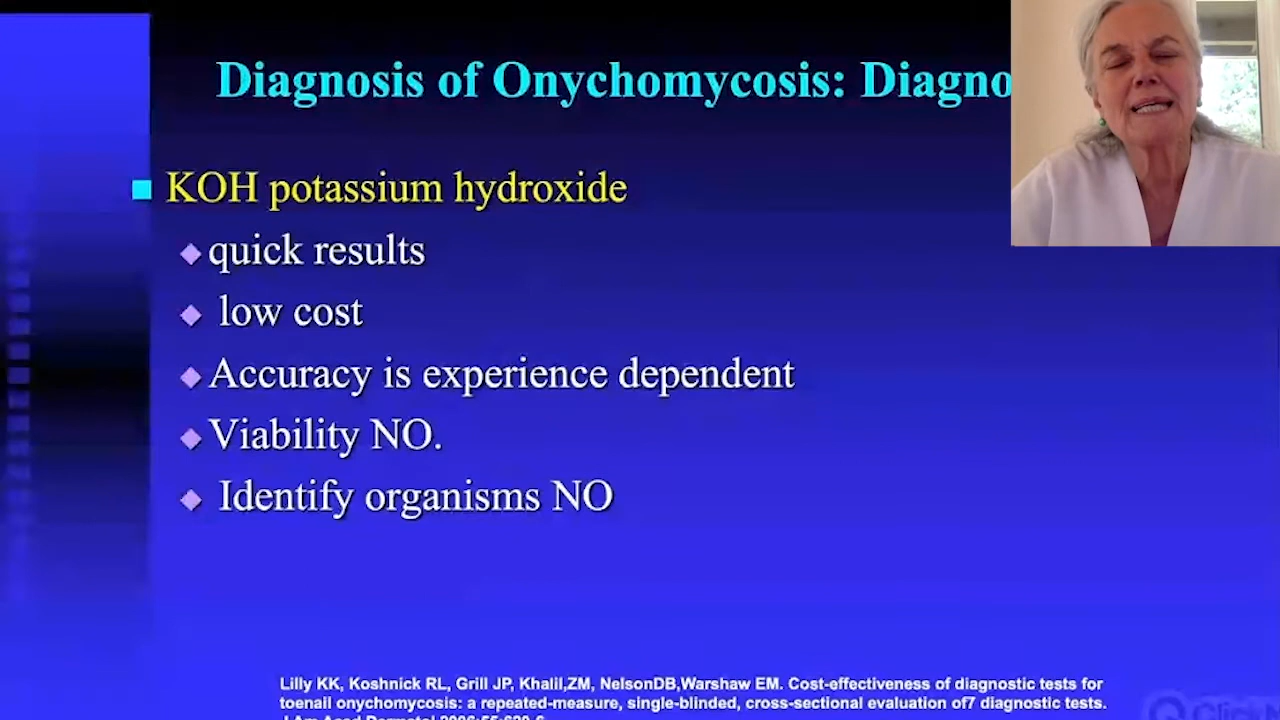 Diagnosis of Onychomycosis: Diagno
KOH potassium hydroxide
quick results
low cost
Accuracy is experience dependent
Viability NO.
Identify organisms NO
Lilly KK, Koshnick RL, Grill JP, Khalil,ZM, NelsonDB,Warshaw EM. Cost-effectiveness of diagnostic tests for
toenail onychomycosis: a repeated-measure, single-blinded, cross-sectional evaluation of7 diagnostic tests.